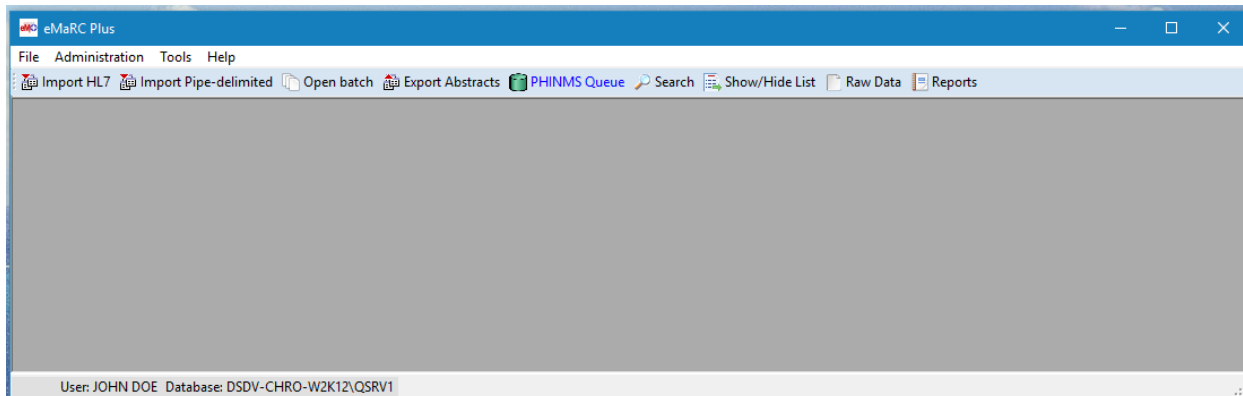 eMaRC Plus
File Administration Tools Help
Import HL7 Import Pipe-delimited Open batch Export Abstracts PHINMS Queue Search Show/Hide List Raw Data Reports
User: JOHN DOE Database: DSDV-CHRO-W2K12\QSRV1